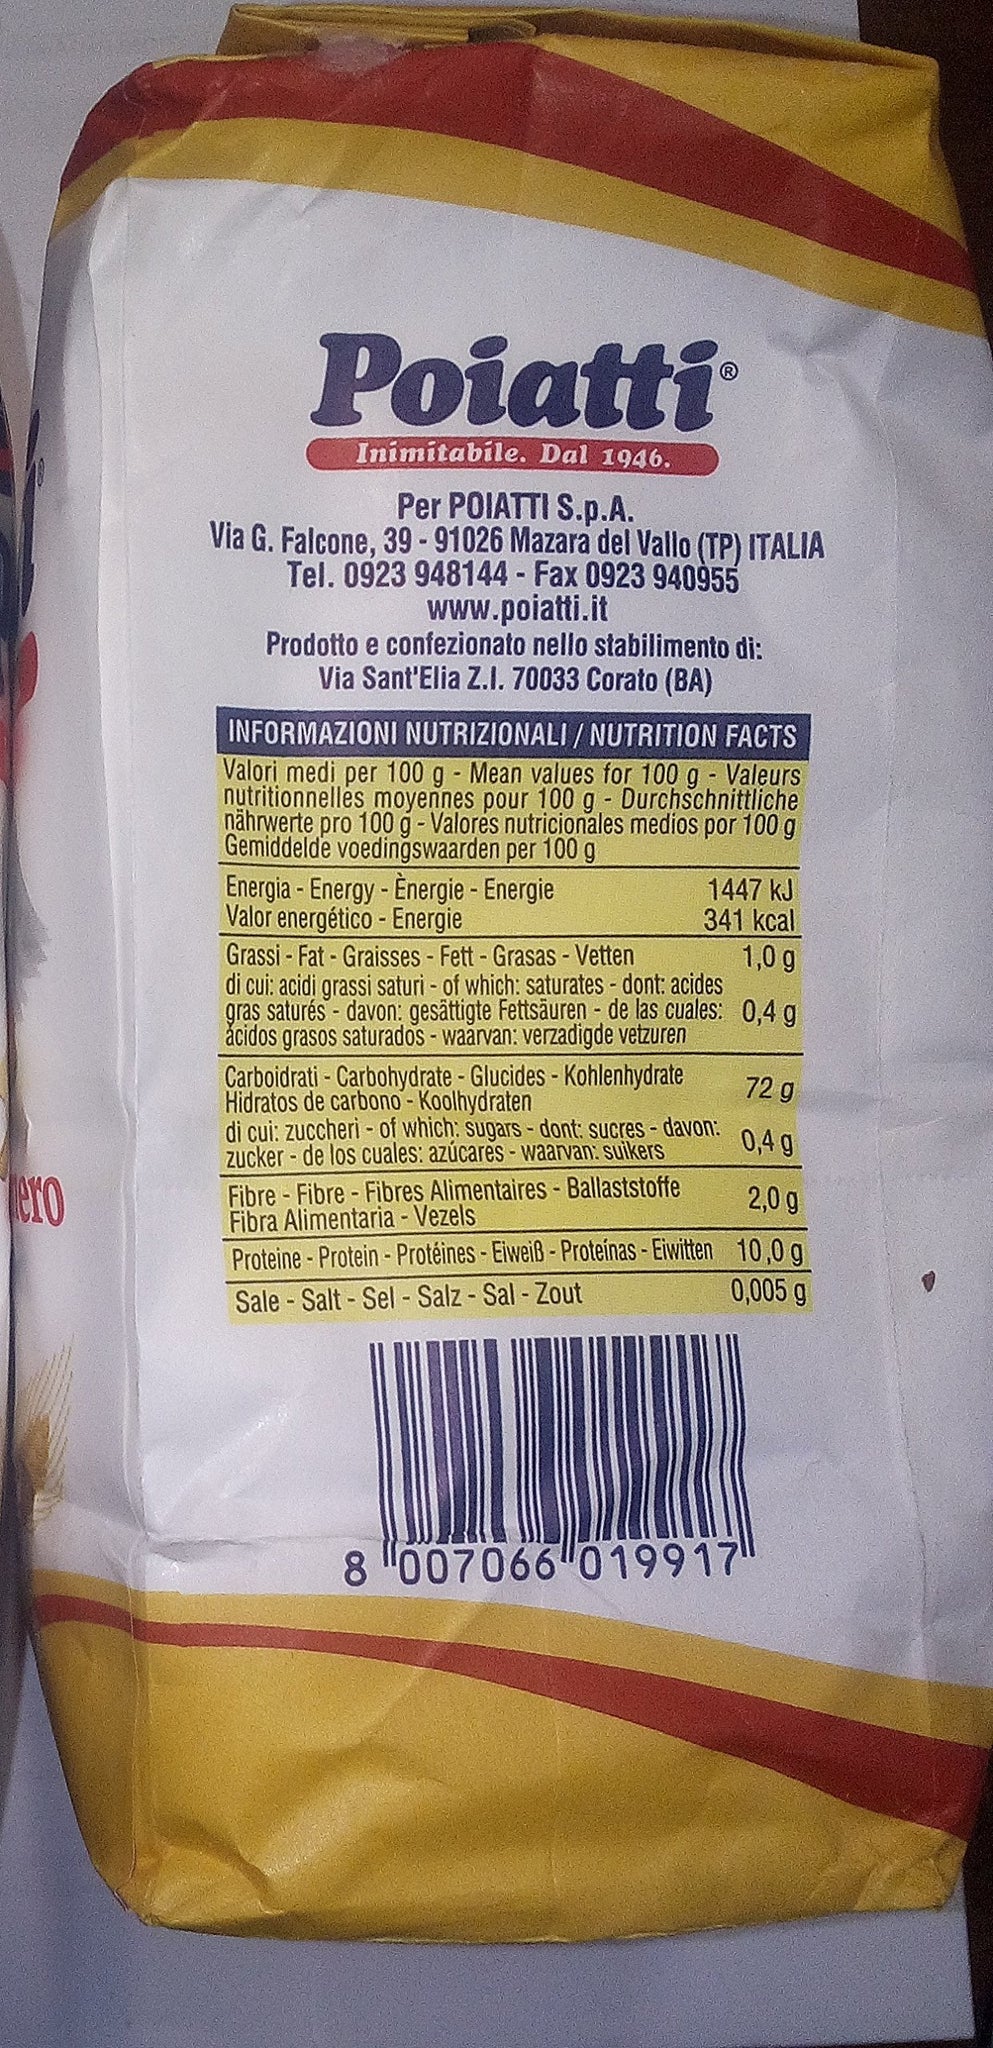 Poiatti®
Inimitabile. Dal 1946.
Per POIATTI S.p.A.
Via G. Falcone, 39 - 91026 Mazara del Vallo (TP) ITALIA
Tel. 0923 948144 - Fax 0923 940955
www.poiatti.it
Prodotto e confezionato nello stabilimento di:
Via Sant'Elia Z.I. 70033 Corato (BA)
INFORMAZIONI NUTRIZIONALI / NUTRITION FACTS
Valori medi per 100 g - Mean values for 100 g - Valeurs
nutritionnelles moyennes pour 100 g - Durchschnittliche
nährwerte pro 100 g - Valores nutricionales medios por 100 g
Gemiddelde voedingswaarden per 100 g
Energia - Energy - Ènergie - Energie 1447 kJ
Valor energético - Energie 341 kcal
Grassi - Fat - Graisses - Fett - Grasas - Vetten 1,0 g
di cui: acidi grassi saturi - of which: saturates - dont: acides
gras saturés - davon: gesättigte Fettsäuren - de las cuales: 0,4 g
ácidos grasos saturados - waarvan: verzadigde vetzuren
Carboidrati - Carbohydrate - Glucides - Kohlenhydrate 72 g
Hidratos de carbono - Koolhydraten
di cui: zuccheri - of which: sugars - dont: sucres - davon: 0,4 g
zucker - de los cuales: azúcares - waarvan: suikers
Fibre - Fibre - Fibres Alimentaires - Ballaststoffe 2,0 g
Fibra Alimentaria - Vezels
Proteine - Protein - Protéines - Eiweiß - Proteínas - Eiwitten 10,0 g
Sale - Salt - Sel - Salz - Sal - Zout 0,005 g
8 007066 019917